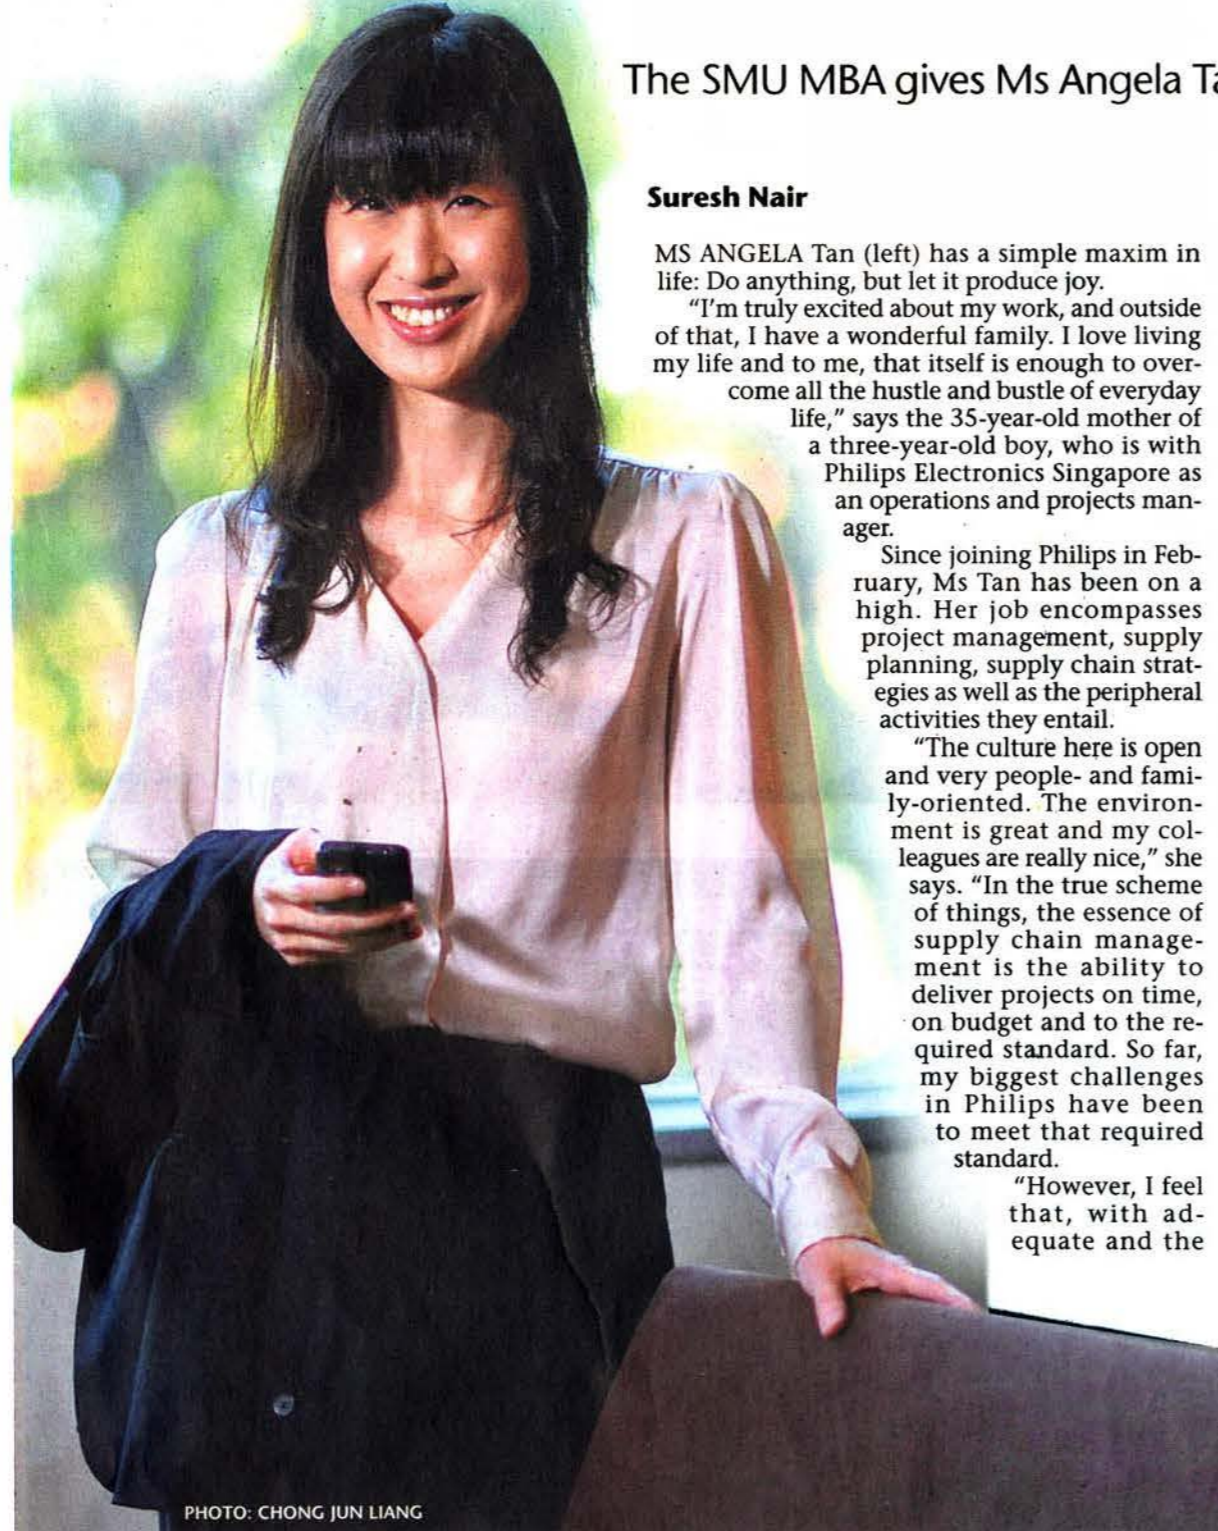 The SMU MBA gives Ms Angela Ta
Suresh Nair
MS ANGELA Tan (left) has a simple maxim in
life: Do anything, but let it produce joy.
"I'm truly excited about my work, and outside
of that, I have a wonderful family. I love living
my life and to me, that itself is enough to over-
come all the hustle and bustle of everyday
life," says the 35-year-old mother of
a three-year-old boy, who is with
Philips Electronics Singapore as
an operations and projects man-
ager.
Since joining Philips in Feb-
ruary, Ms Tan has been on a
high. Her job encompasses
project management, supply
planning, supply chain strat-
egies as well as the peripheral
activities they entail.
"The culture here is open
and very people- and fami-
ly-oriented. The environ-
ment is great and my col-
leagues are really nice," she
says. "In the true scheme
of things, the essence of
supply chain manage-
ment is the ability to
deliver projects on time,
on budget and to the re-
quired standard. So far,
my biggest challenges
in Philips have been
to meet that required
standard.
"However, I feel
that, with ad-
equate and the
PHOTO: CHONG JUN LIANG